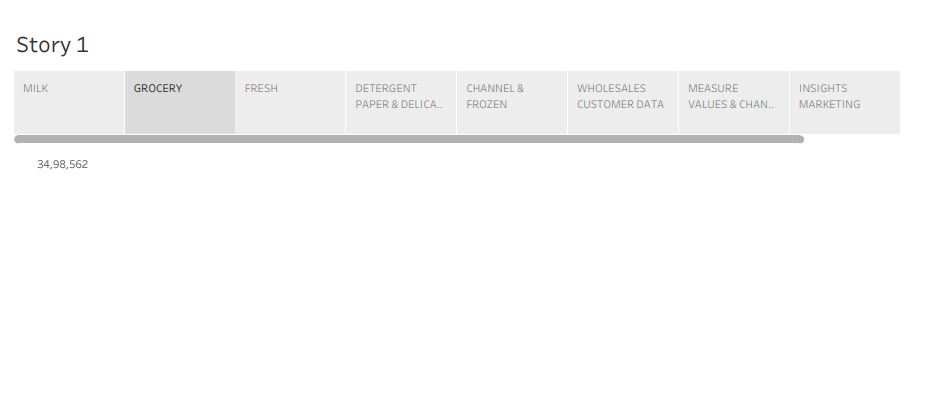 Story 1
MILK
GROCERY
FRESH
DETERGENT
PAPER & DELICA..
CHANNEL &
FROZEN
WHOLESALES
CUSTOMER DATA
MEASURE
VALUES & CHAN..
INSIGHTS
MARKETING
34,98,562